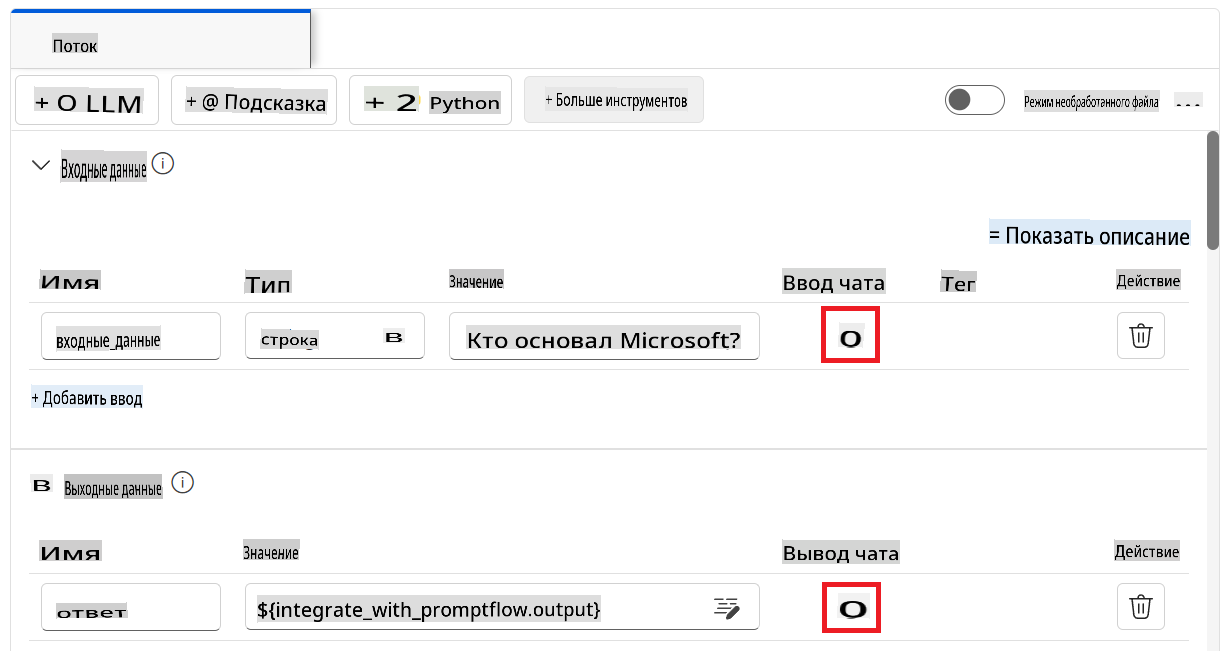 Поток
+ O LLM
+ @ Подсказка
+ 2 Python
+ Больше инструментов
Режим необработанного файла
...
Входные данные
= Показать описание
Имя Тип Значение Ввод чата Тег Действие
входные_данные строка в Кто основал Microsoft? О
+ Добавить ввод
в Выходные данные
Имя Значение Вывод чата Действие
ответ ${integrate_with_promptflow.output} О